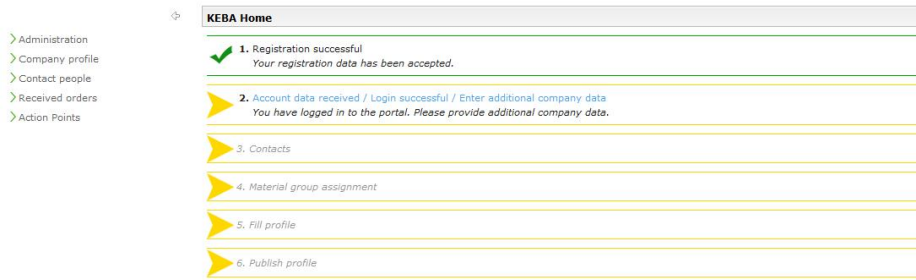 KEBA Home
Administration
Company profile
Contact people
Received orders
Action Points
1. Registration successful
Your registration data has been accepted.
2. Account data received / Login successful / Enter additional company data
You have logged in to the portal. Please provide additional company data.
3. Contacts
4. Material group assignment
5. Fill profile
6. Publish profile